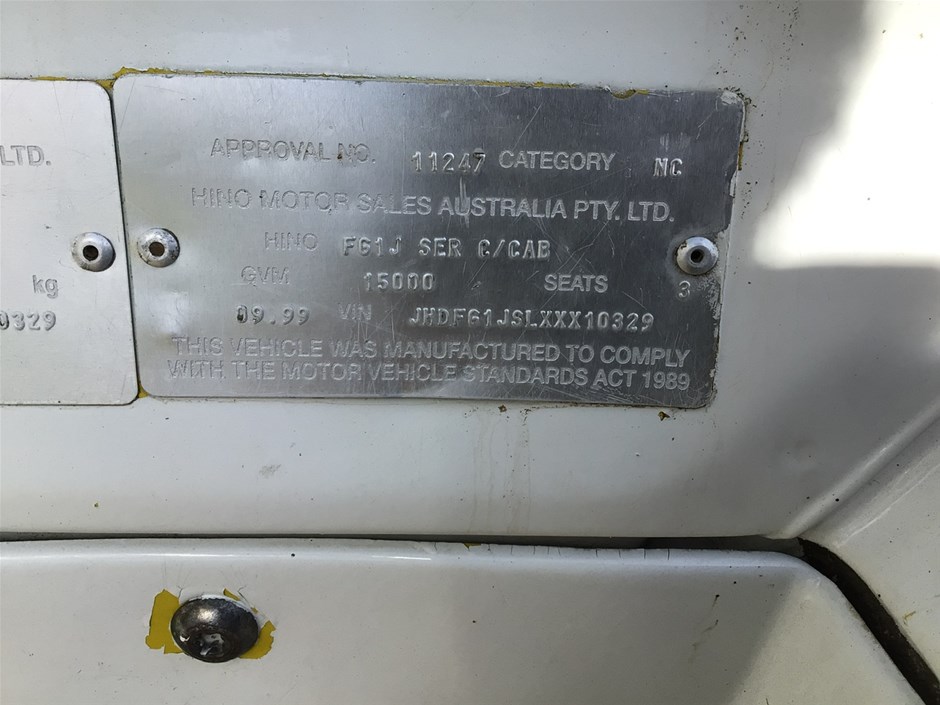 LTD.
kg
0329
APPROVAL NO. 11247 CATEGORY NC
HINO MOTOR SALES AUSTRALIA PTY. LTD.
HINO FG1J SER C/CAB
GVM 15000 SEATS 3
09.99 VIN JHDFG1JSLXXX10329
THIS VEHICLE WAS MANUFACTURED TO COMPLY
WITH THE MOTOR VEHICLE STANDARDS ACT 1989